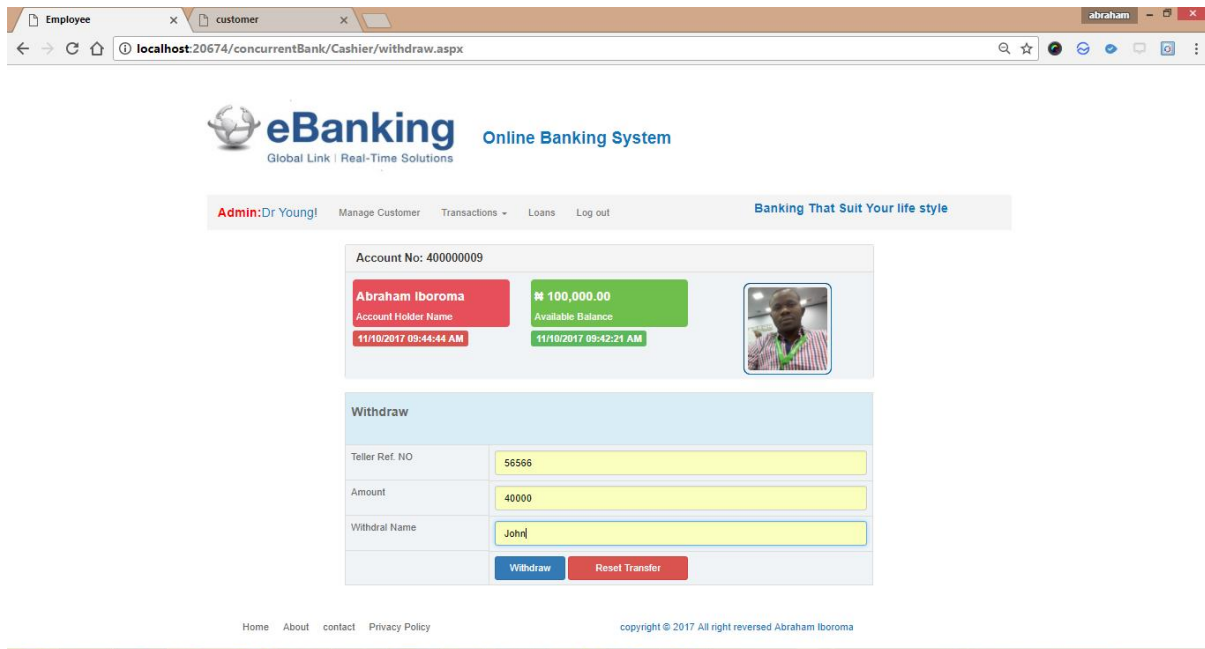 Employee
customer
abraham
localhost:20674/concurrentBank/Cashier/withdraw.aspx
eBanking
Global Link | Real-Time Solutions
Online Banking System
Admin:Dr Young! Manage Customer Transactions Loans Log out Banking That Suit Your life style
Account No: 400000009
Abraham Iboroma
Account Holder Name
11/10/2017 09:44:44 AM
₦ 100,000.00
Available Balance
11/10/2017 09:42:21 AM
Withdraw
Teller Ref. NO 56566
Amount 40000
Withdral Name John
Withdraw Reset Transfer
Home About contact Privacy Policy copyright © 2017 All right reversed Abraham Iboroma